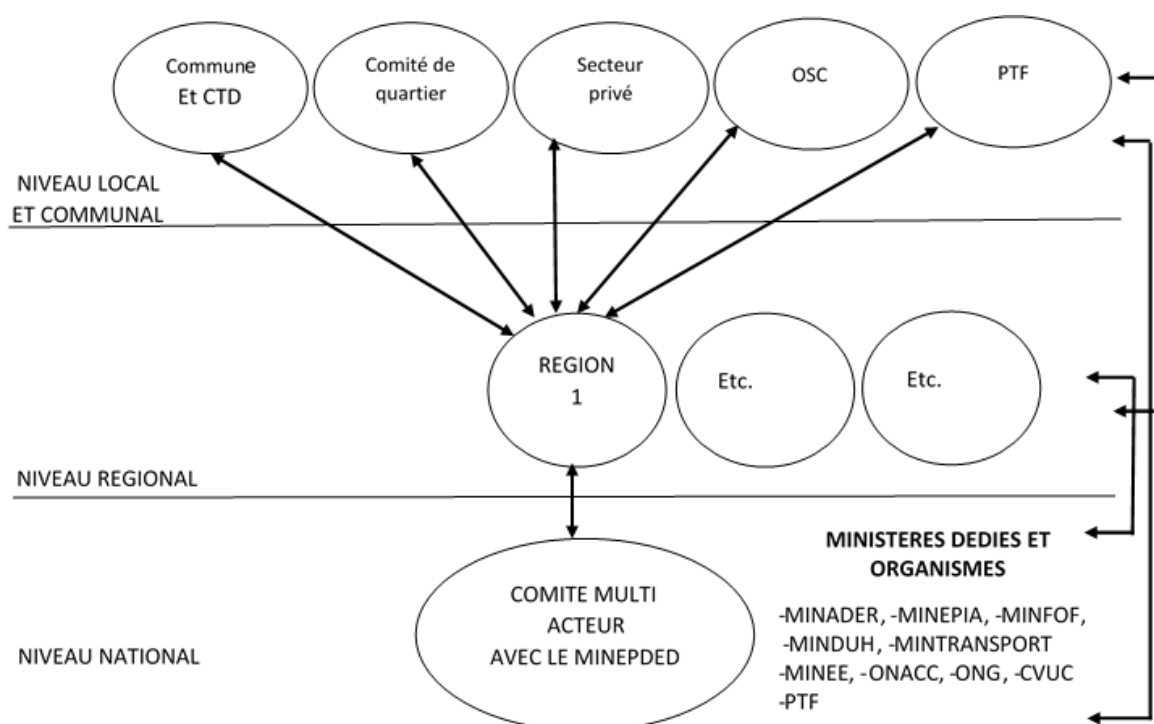 Commune
Et CTD
Comité de
quartier
Secteur
privé
OSC
PTF
NIVEAU LOCAL
ET COMMUNAL
REGION
1
Etc.
Etc.
NIVEAU REGIONAL
COMITE MULTI
ACTEUR
AVEC LE MINEPDED
NIVEAU NATIONAL
MINISTERES DEDIES ET
ORGANISMES
-MINADER, -MINEPIA, -MINFOF,
-MINDUH, -MINTRANSPORT
-MINEE, -ONACC, -ONG, -CVUC
-PTF